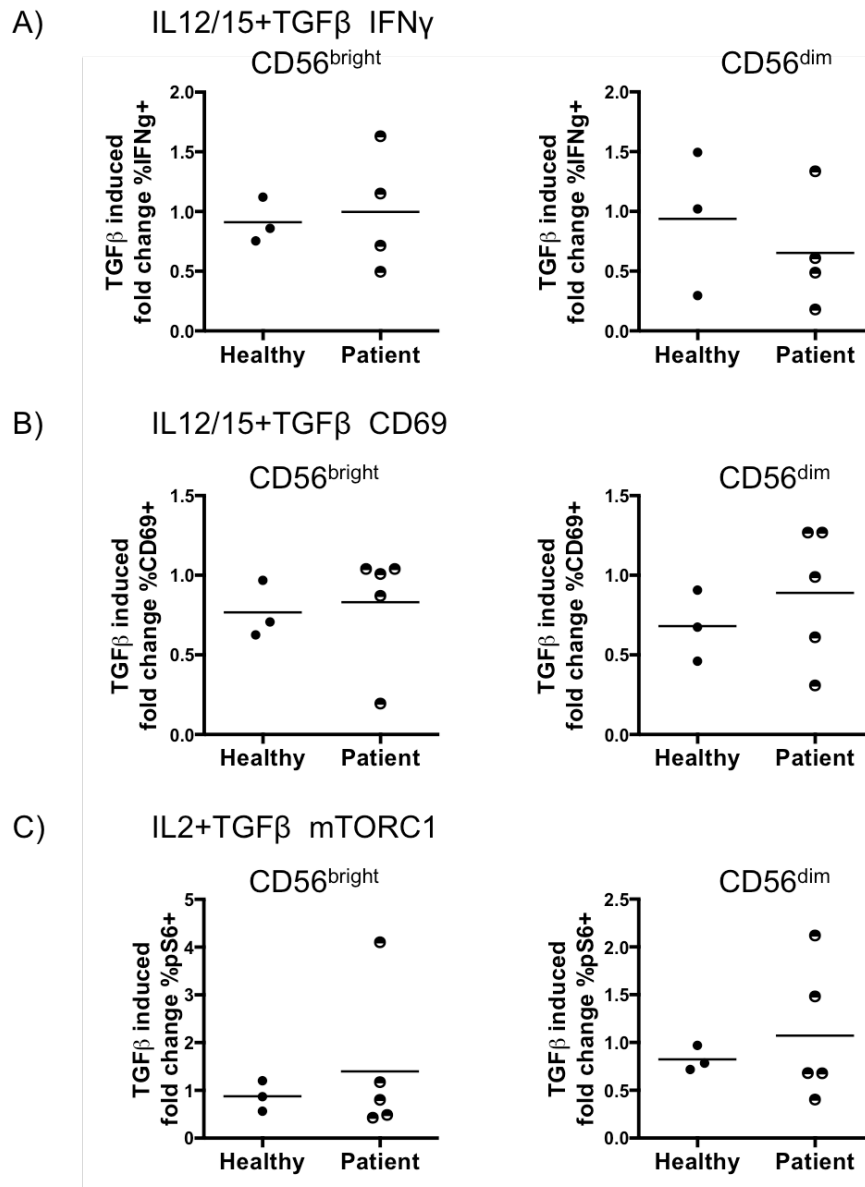 A) IL12/15+TGFβ IFNγ
CD56bright
TGFβ induced
fold change %IFNg+
2.0
1.5
1.0
0.5
0.0
Healthy Patient
CD56dim
TGFβ induced
fold change %IFNg+
2.0
1.5
1.0
0.5
0.0
Healthy Patient
B) IL12/15+TGFβ CD69
CD56bright
TGFβ induced
fold change %CD69+
1.5
1.0
0.5
0.0
Healthy Patient
CD56dim
TGFβ induced
fold change %CD69+
1.5
1.0
0.5
0.0
Healthy Patient
C) IL2+TGFβ mTORC1
CD56bright
TGFβ induced
fold change %pS6+
5
4
3
2
1
0
Healthy Patient
CD56dim
TGFβ induced
fold change %pS6+
2.5
2.0
1.5
1.0
0.5
0.0
Healthy Patient